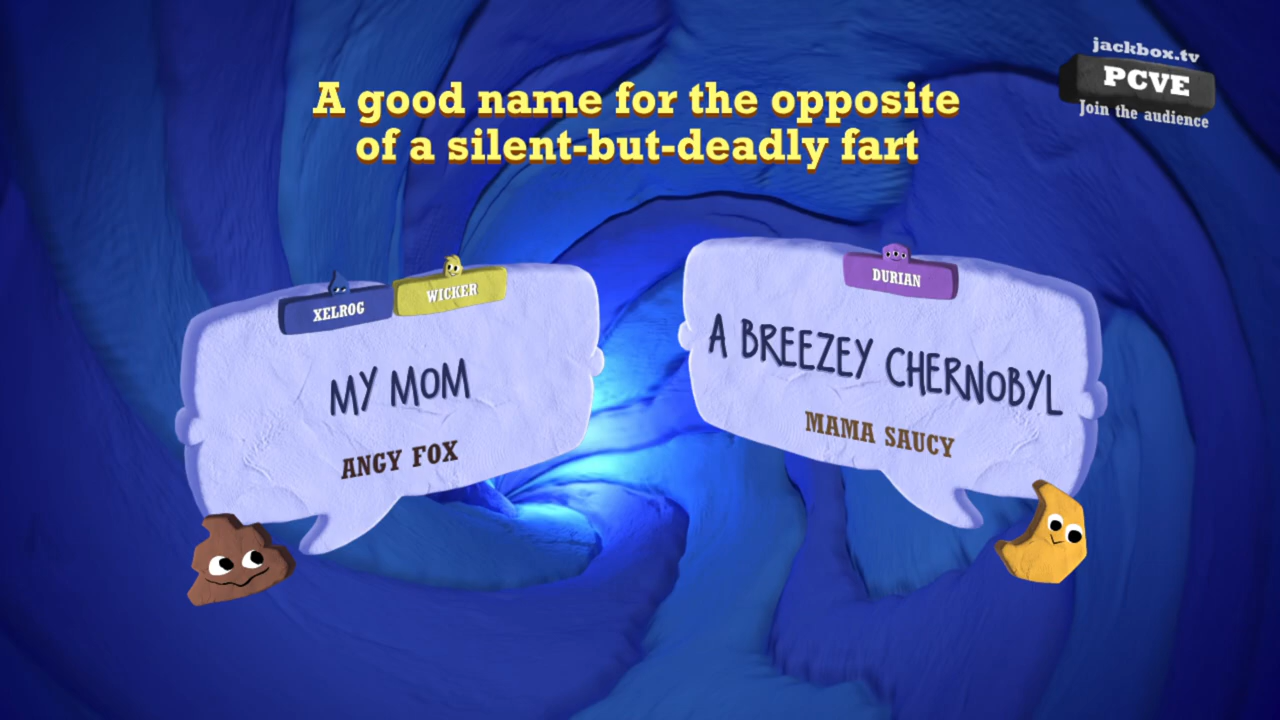 jackbox.tv
PCVE
Join the audience
A good name for the opposite
of a silent-but-deadly fart
XELROG
WICKER
MY MOM
ANGY FOX
DURIAN
A BREEZEY CHERNOBYL
MAMA SAUCY